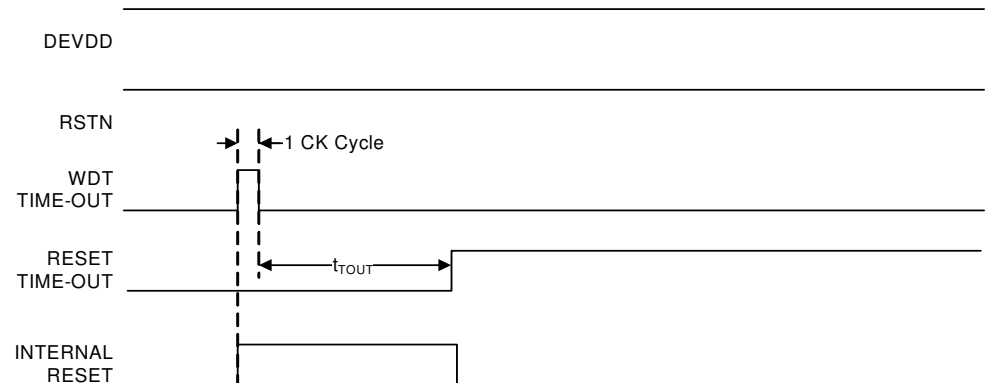 DEVDD
RSTN
1 CK Cycle
WDT
TIME-OUT
RESET
TIME-OUT
tTOUT
INTERNAL
RESET